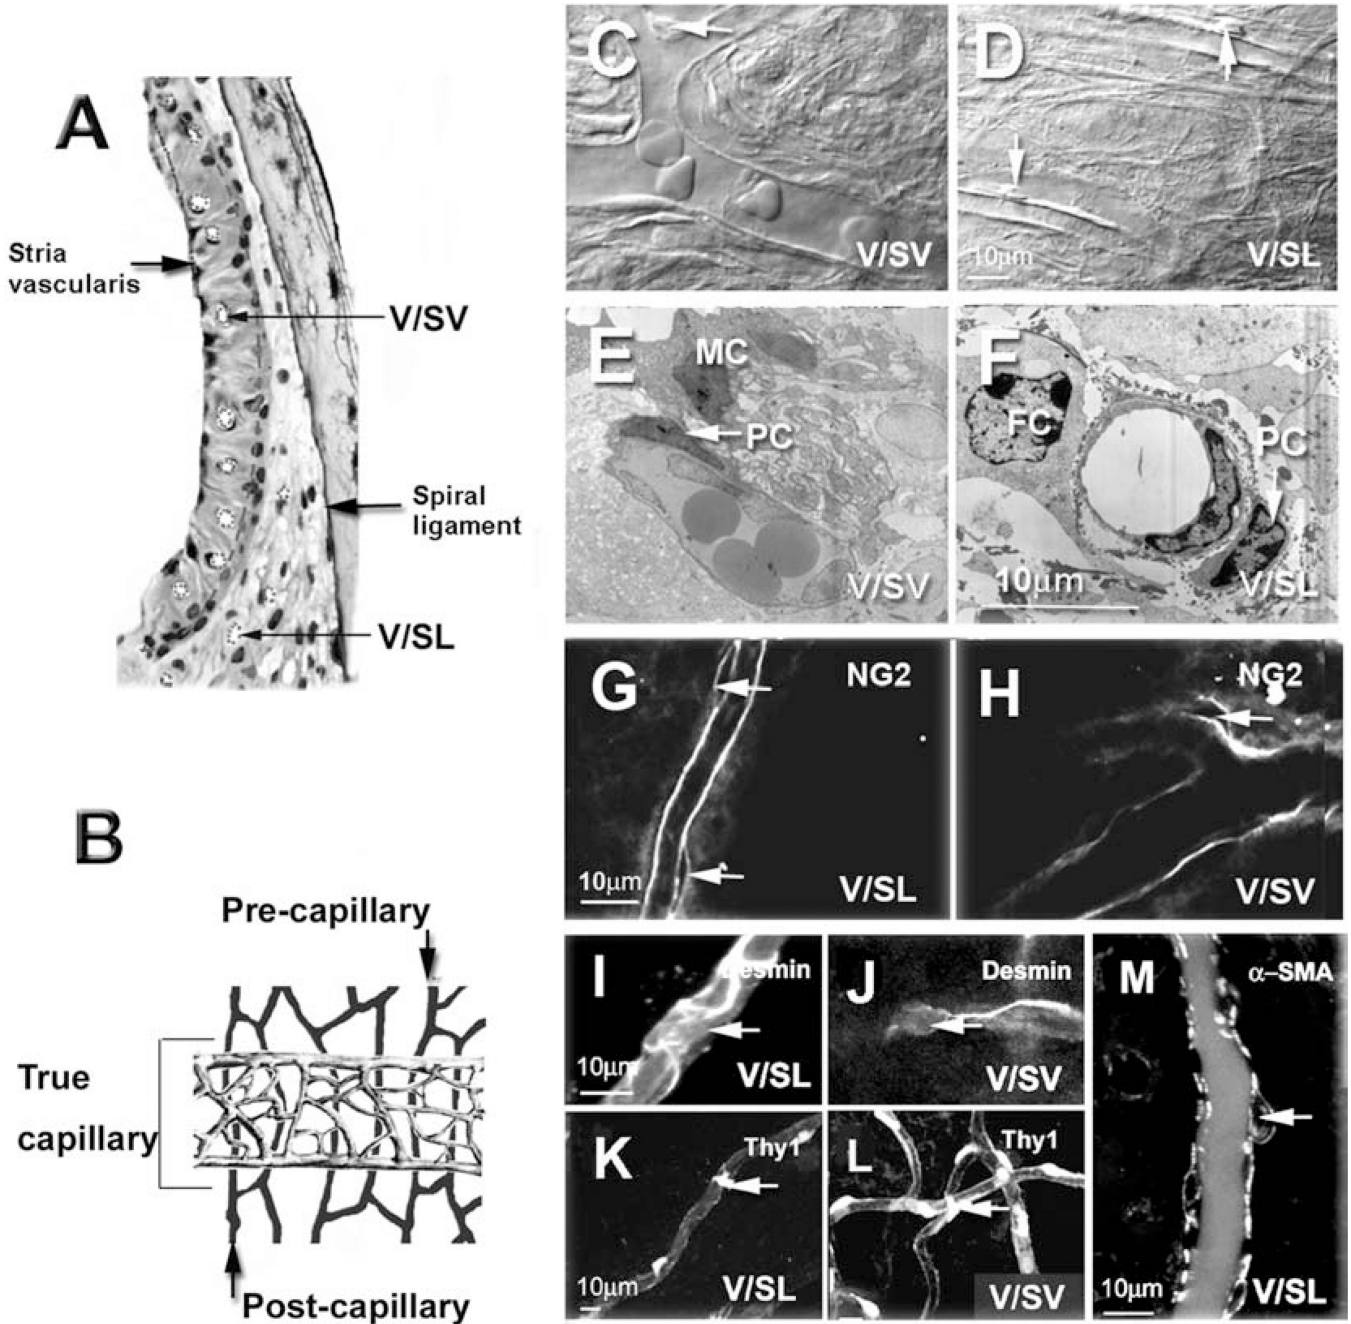 A
Stria
vascularis
V/SV
Spiral
ligament
V/SL
B
Pre-capillary
True
capillary
Post-capillary
C
V/SV
D
10μm
V/SL
E
MC
PC
V/SV
F
FC
PC
10μm
V/SL
G
NG2
10μm
V/SL
H
NG2
V/SV
I
Desmin
10μm
V/SL
J
Desmin
V/SV
K
Thy1
10μm
V/SL
L
Thy1
V/SV
M
α–SMA
10μm
V/SL